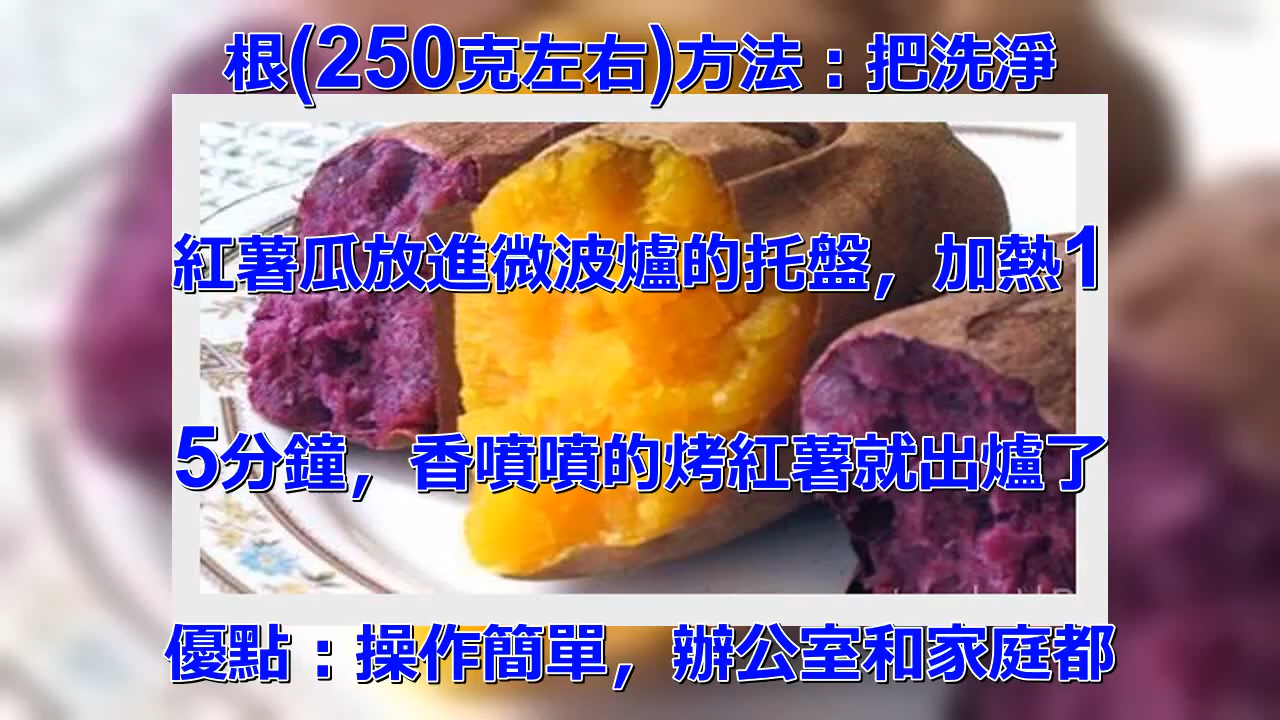 根(250克左右)方法：把洗淨
紅薯瓜放進微波爐的托盤，加熱1
5分鐘，香噴噴的烤紅薯就出爐了
優點：操作簡單，辦公室和家庭都